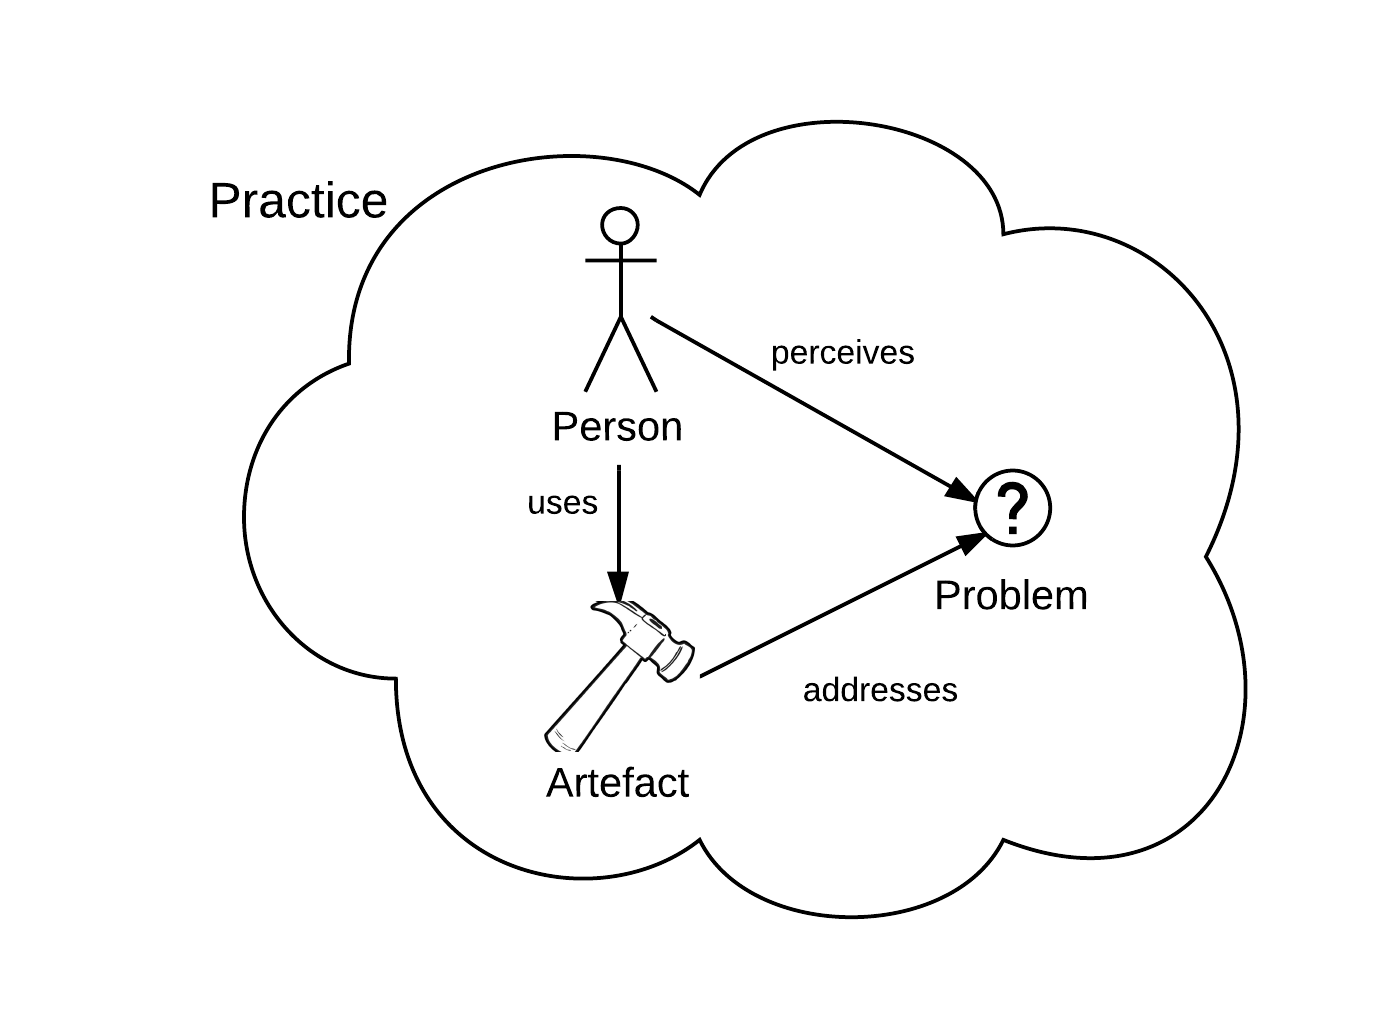 Practice
perceives
Person
uses
?
Problem
addresses
Artefact